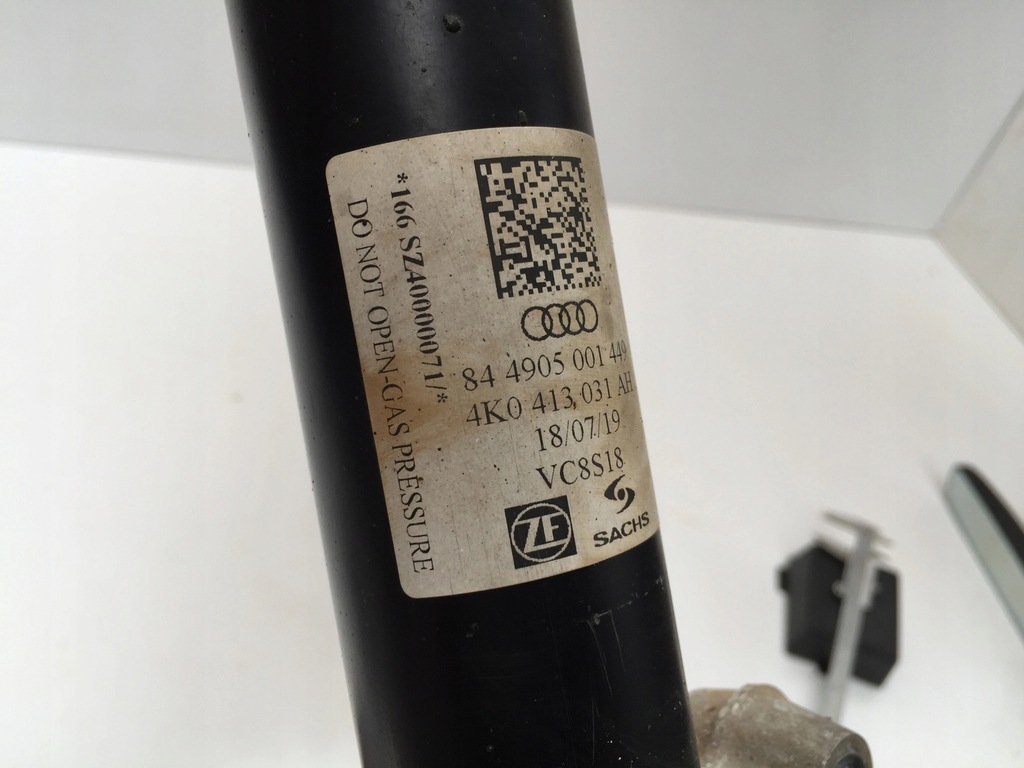 *166 SZ40000071/*
DO NOT OPEN-GAS PRESSURE
84 4905 001 449
4K0 413 031 AH
18/07/19
VC8S18
ZF
SACHS